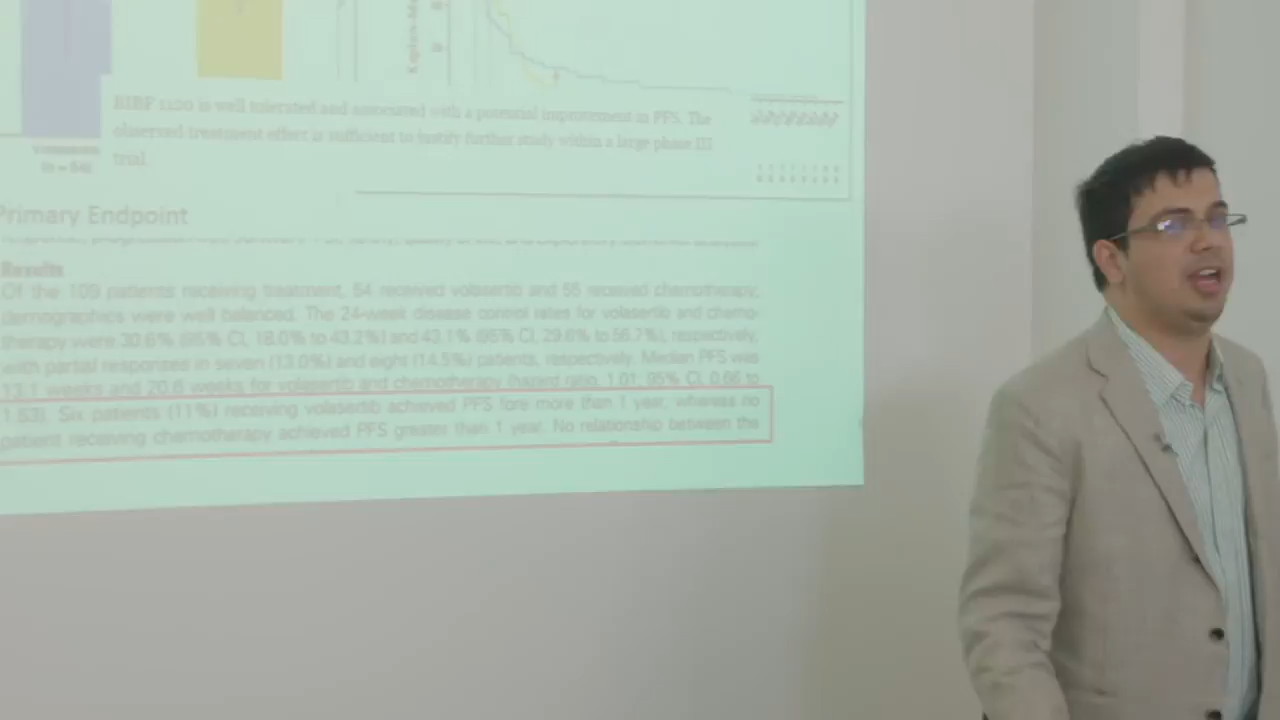 Kaplan-Me
BIBF 1120 is well tolerated and associated with a potential improvement in PFS. The
observed treatment effect is sufficient to justify further study within a large phase III
trial.
Primary Endpoint
Results
Of the 109 patients receiving treatment, 54 received volasertib and 55 received chemotherapy;
demographics were well balanced. The 24-week disease control rates for volasertib and chemo-
therapy were 30.6% (95% CI, 18.0% to 43.2%) and 43.1% (95% CI, 29.6% to 56.7%), respectively,
with partial responses in seven (13.0%) and eight (14.5%) patients, respectively. Median PFS was
13.1 weeks and 20.6 weeks for volasertib and chemotherapy (hazard ratio, 1.01; 95% CI, 0.66 to
1.53). Six patients (11%) receiving volasertib achieved PFS fore more than 1 year, whereas no
patient receiving chemotherapy achieved PFS greater than 1 year. No relationship between the